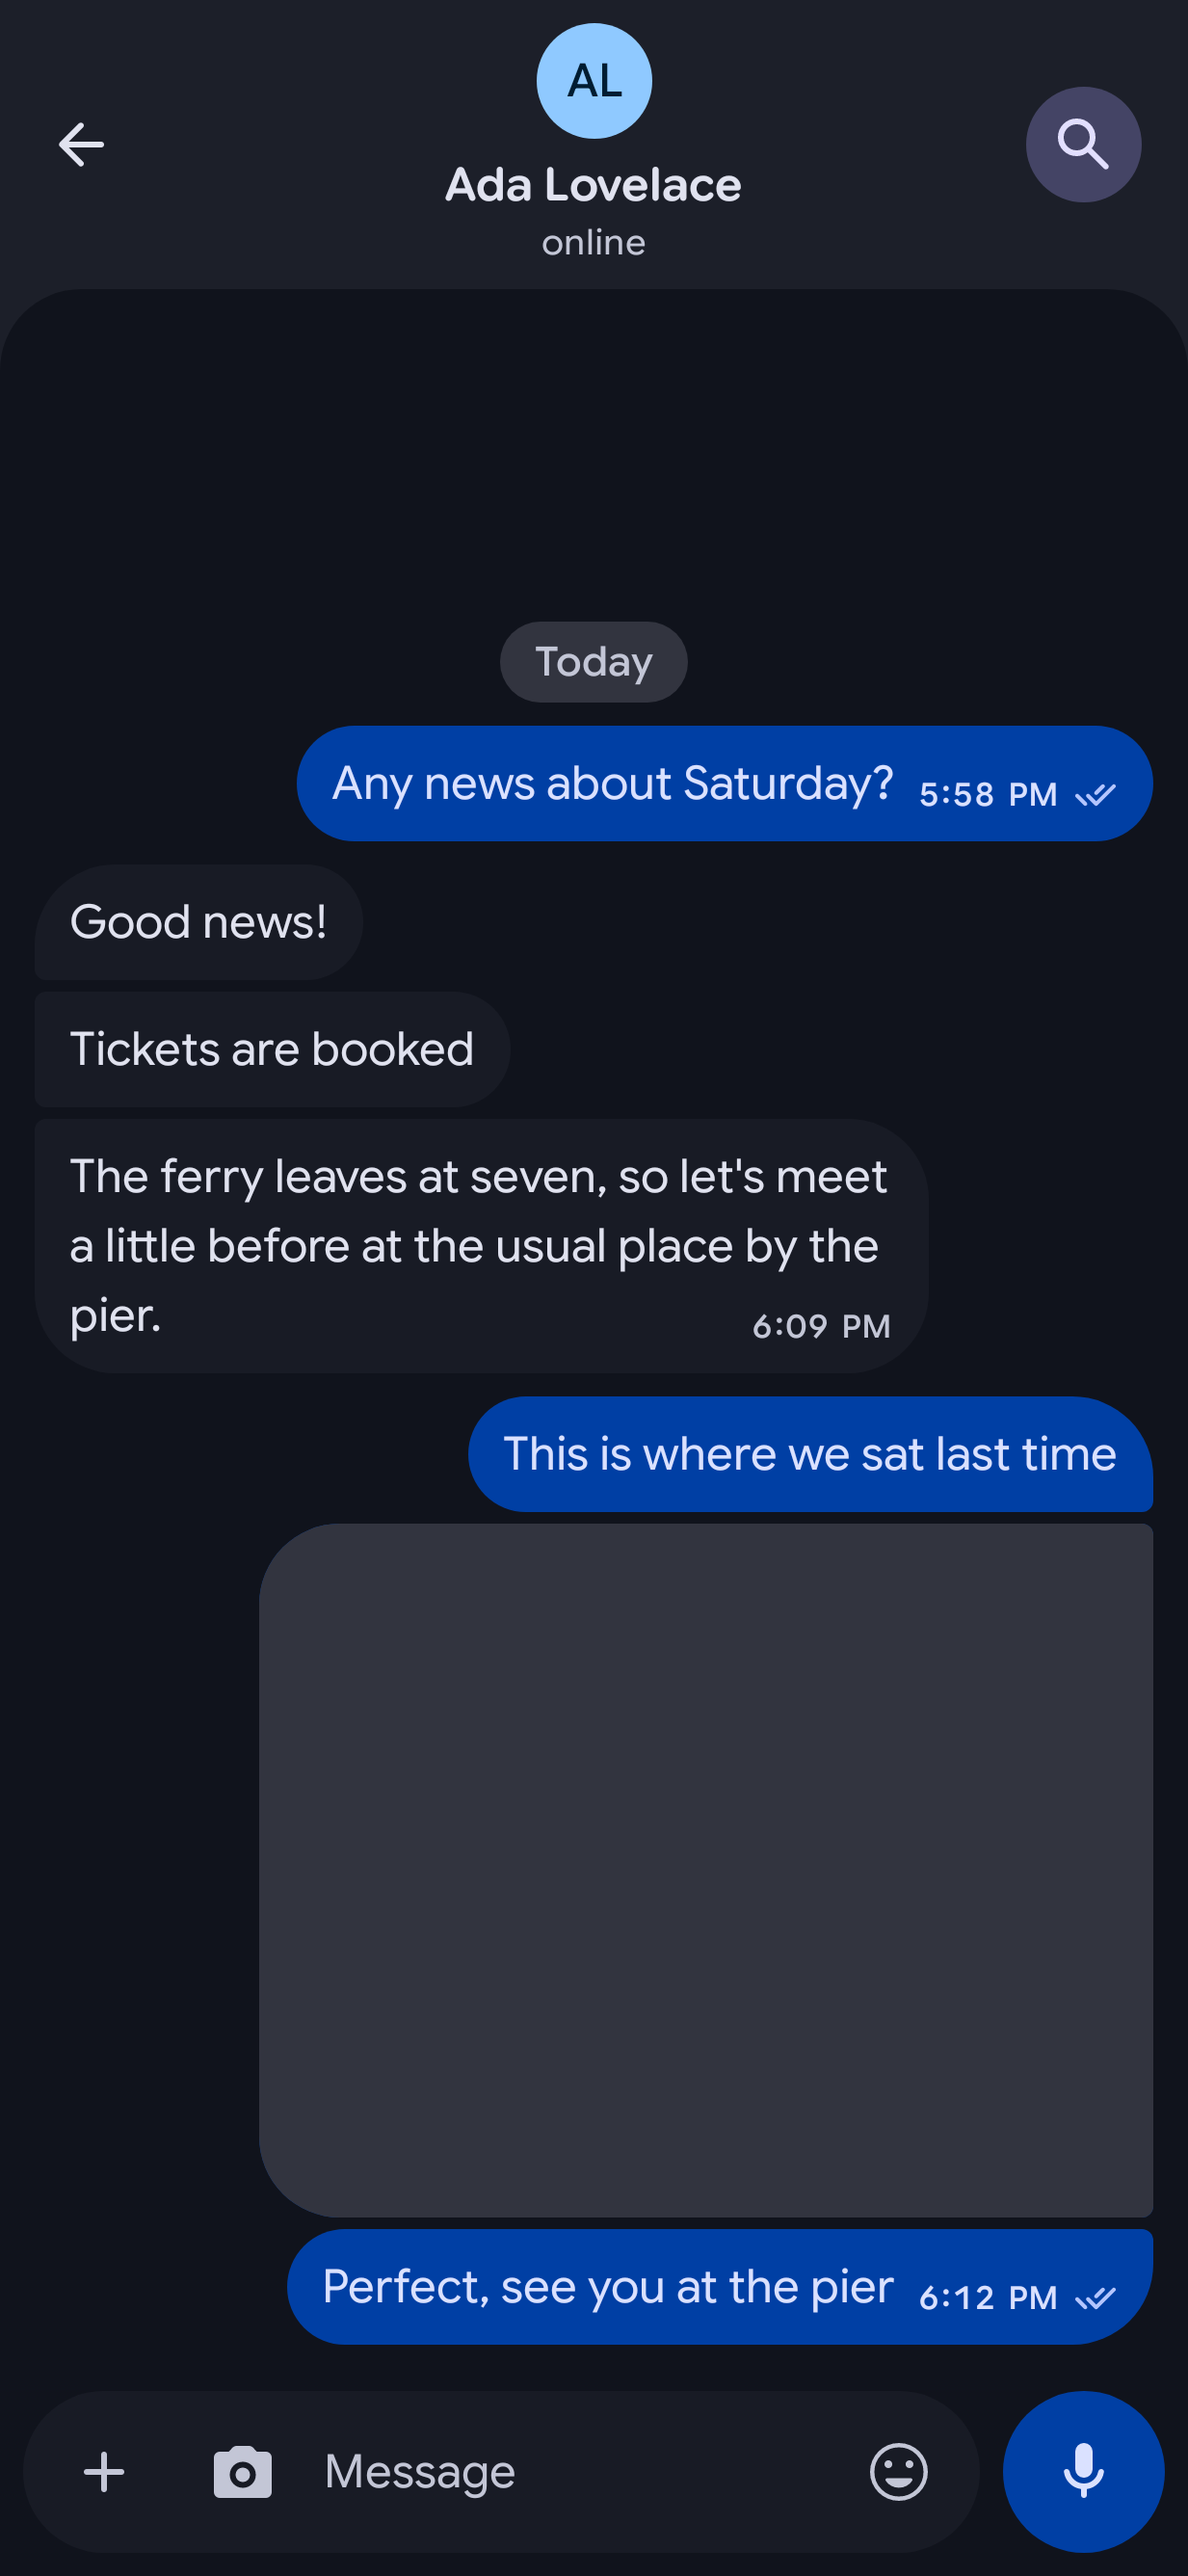 AL
Ada Lovelace
online
Today
Any news about Saturday? 5:58 PM
Good news!
Tickets are booked
The ferry leaves at seven, so let's meet
a little before at the usual place by the
pier. 6:09 PM
This is where we sat last time
Perfect, see you at the pier 6:12 PM
Message